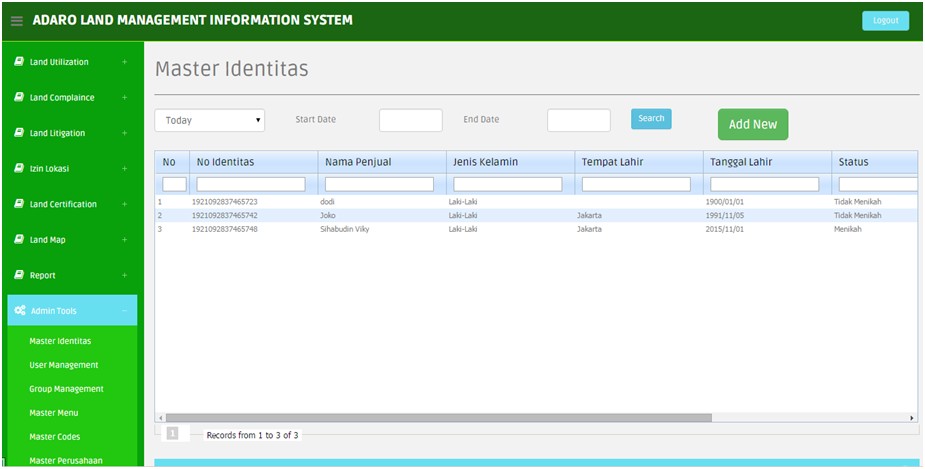 ADARO LAND MANAGEMENT INFORMATION SYSTEM
Logout
Land Utilization +
Land Complaince +
Land Litigation +
Izin Lokasi +
Land Certification +
Land Map +
Report +
Admin Tools -
Master Identitas
User Management
Group Management
Master Menu
Master Codes
Master Perusahaan
Master Identitas
Today Start Date End Date Search Add New
No No Identitas Nama Penjual Jenis Kelamin Tempat Lahir Tanggal Lahir Status
1 1921092837465723 dodi Laki-Laki 1900/01/01 Tidak Menikah
2 1921092837465742 Joko Laki-Laki Jakarta 1991/11/05 Tidak Menikah
3 1921092837465748 Sihabudin Viky Laki-Laki Jakarta 2015/11/01 Menikah
1 Records from 1 to 3 of 3